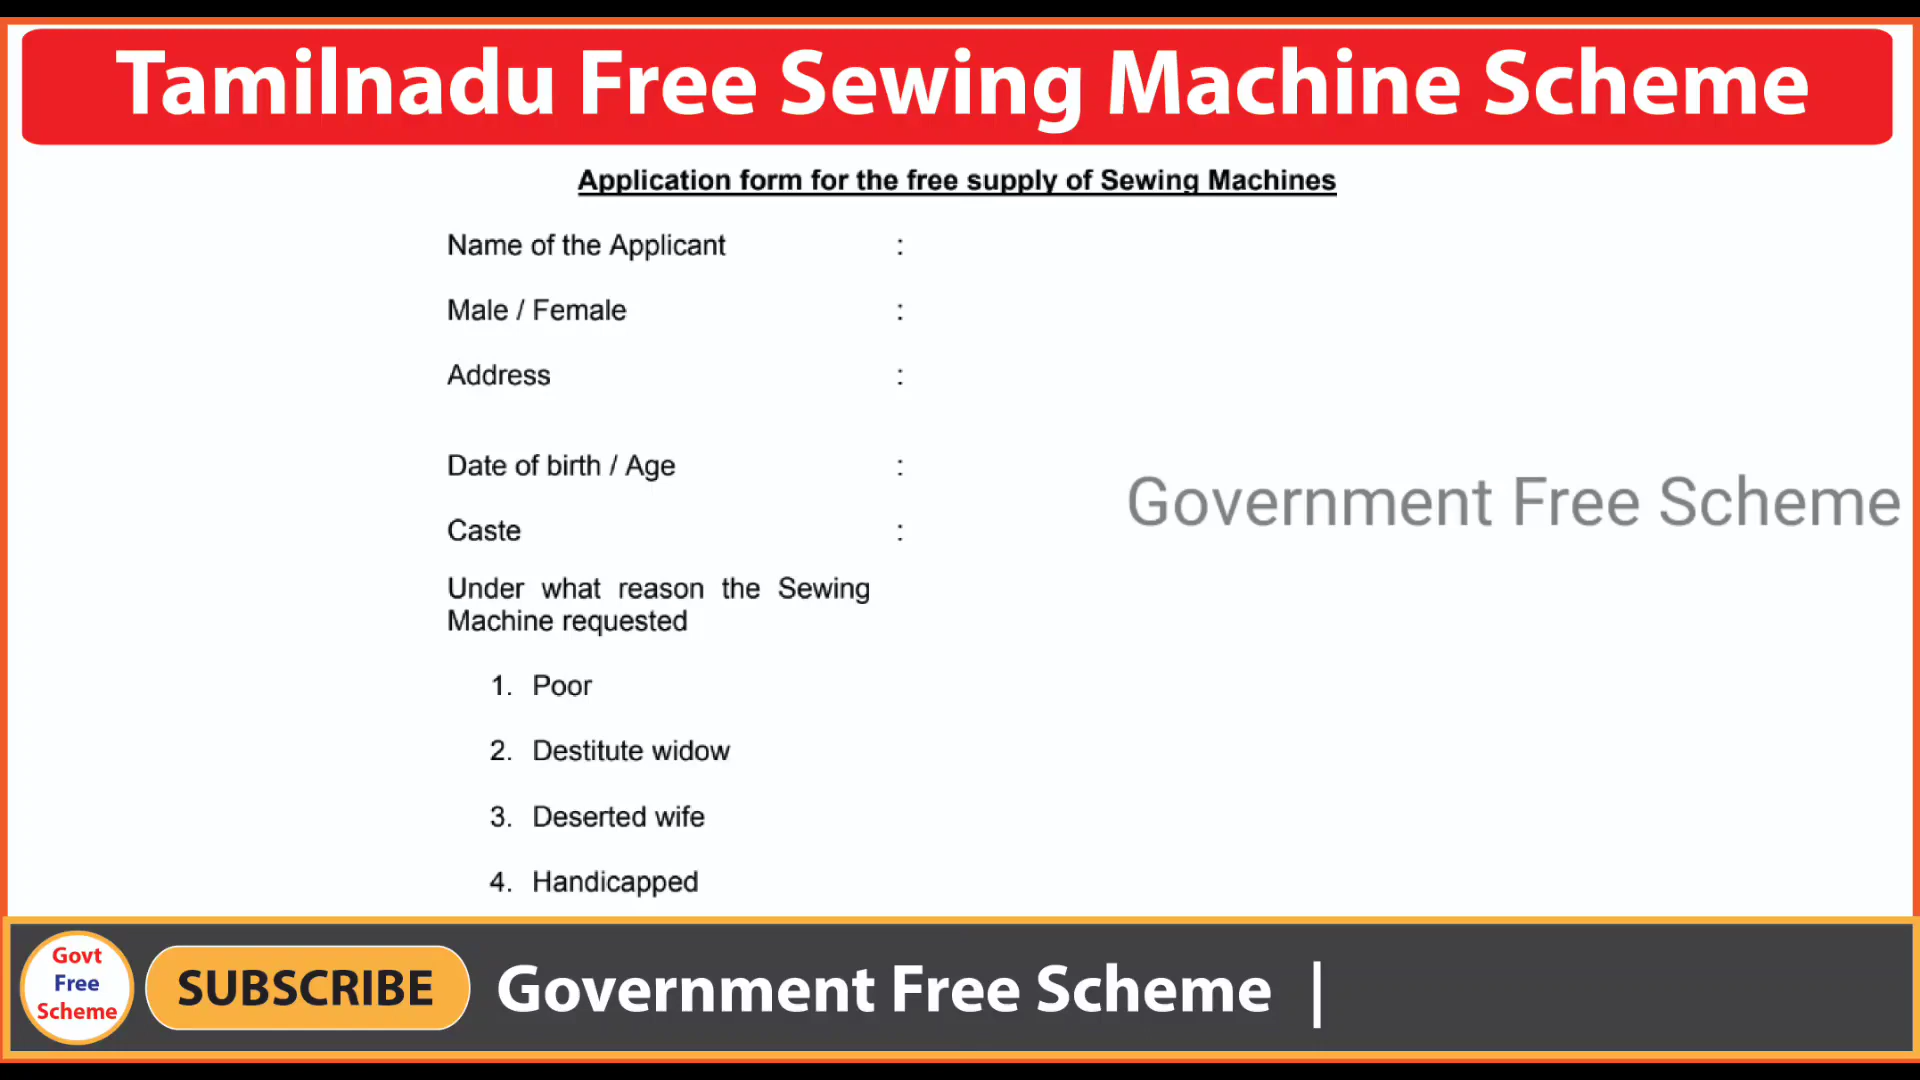 Tamilnadu Free Sewing Machine Scheme
Application form for the free supply of Sewing Machines
Name of the Applicant :
Male / Female :
Address :
Date of birth / Age :
Government Free Scheme
Caste :
Under what reason the Sewing
Machine requested
1. Poor
2. Destitute widow
3. Deserted wife
4. Handicapped
Govt
Free
Scheme
SUBSCRIBE
Government Free Scheme |